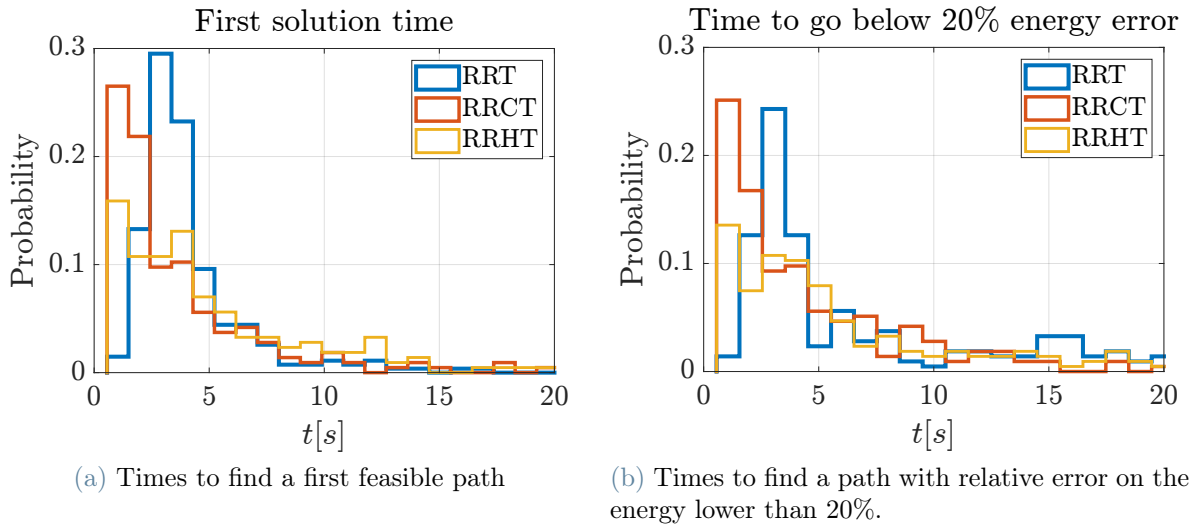 First solution time
0.3
0.2
0.1
0
Probability
RRT
RRCT
RRHT
0 5 10 15 20
t[s]
(a) Times to find a first feasible path
Time to go below 20% energy error
0.3
0.2
0.1
0
Probability
RRT
RRCT
RRHT
0 5 10 15 20
t[s]
(b) Times to find a path with relative error on the
energy lower than 20%.